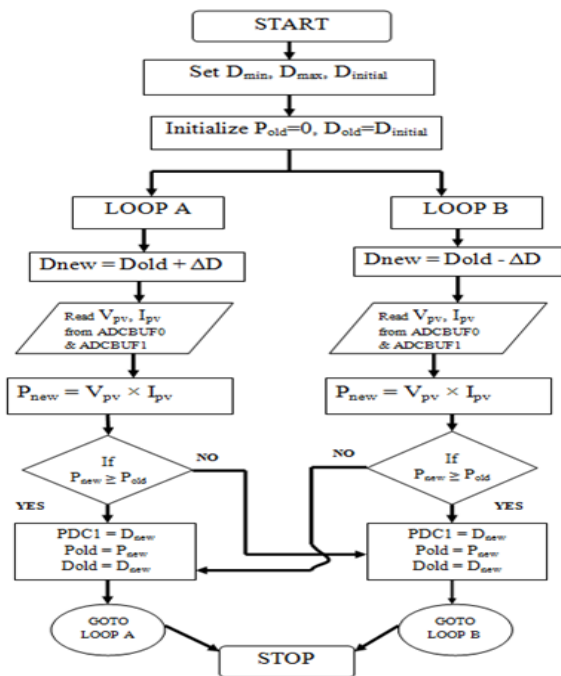 START
Set Dmin, Dmax, Dinitial
Initialize Pold=0, Dold=Dinitial
LOOP A
LOOP B
Dnew = Dold + ΔD
Dnew = Dold - ΔD
Read Vpv, Ipv
from ADCBUF0
& ADCBUF1
Read Vpv, Ipv
from ADCBUF0
& ADCBUF1
Pnew = Vpv × Ipv
Pnew = Vpv × Ipv
If
Pnew ≥ Pold
NO
YES
NO
If
Pnew ≥ Pold
YES
PDC1 = Dnew
Pold = Pnew
Dold = Dnew
PDC1 = Dnew
Pold = Pnew
Dold = Dnew
GOTO
LOOP A
GOTO
LOOP B
STOP